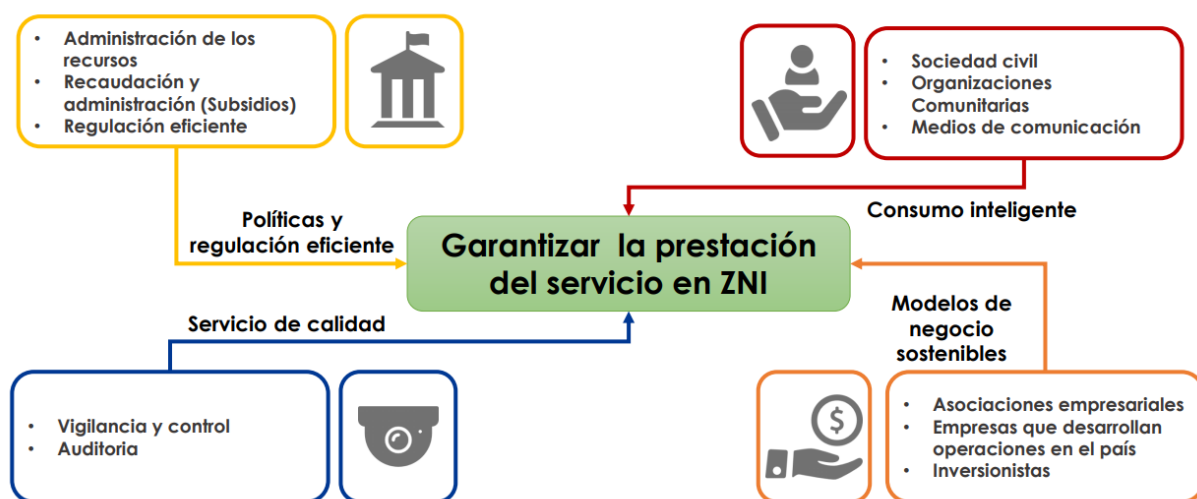 • Administración de los
recursos
• Recaudación y
administración (Subsidios)
• Regulación eficiente
• Sociedad civil
• Organizaciones
Comunitarias
• Medios de comunicación
Políticas y
regulación eficiente
Consumo inteligente
Garantizar la prestación
del servicio en ZNI
Servicio de calidad
Modelos de
negocio
sostenibles
• Vigilancia y control
• Auditoria
$
• Asociaciones empresariales
• Empresas que desarrollan
operaciones en el país
• Inversionistas